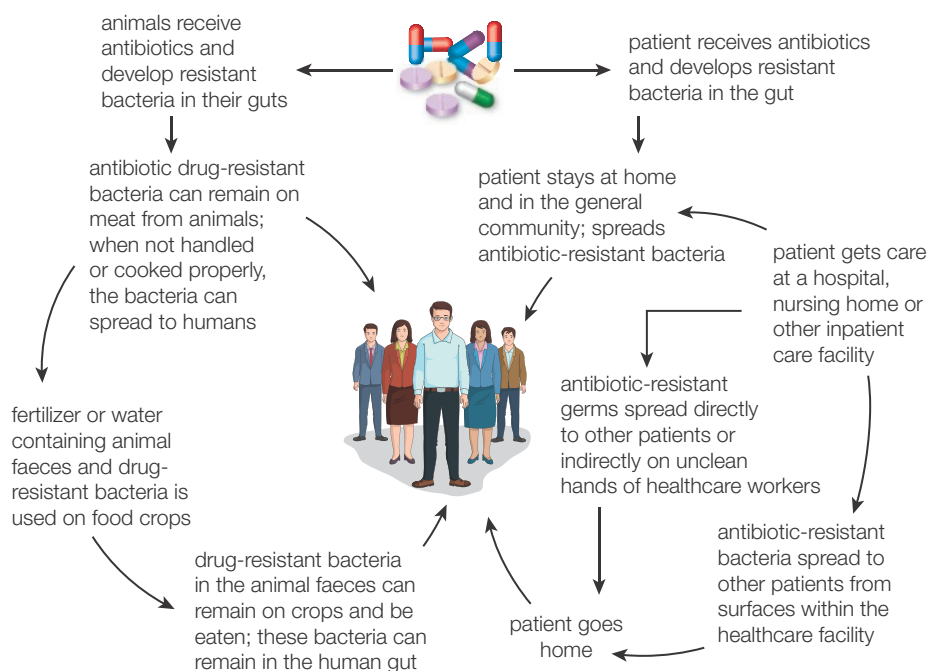 animals receive
antibiotics and
develop resistant
bacteria in their guts
patient receives antibiotics
and develops resistant
bacteria in the gut
antibiotic drug-resistant
bacteria can remain on
meat from animals;
when not handled
or cooked properly,
the bacteria can
spread to humans
patient stays at home
and in the general
community; spreads
antibiotic-resistant bacteria
patient gets care
at a hospital,
nursing home or
other inpatient
care facility
fertilizer or water
containing animal
faeces and drug-
resistant bacteria is
used on food crops
antibiotic-resistant
germs spread directly
to other patients or
indirectly on unclean
hands of healthcare workers
drug-resistant bacteria
in the animal faeces can
remain on crops and be
eaten; these bacteria can
remain in the human gut
patient goes
home
antibiotic-resistant
bacteria spread to
other patients from
surfaces within the
healthcare facility